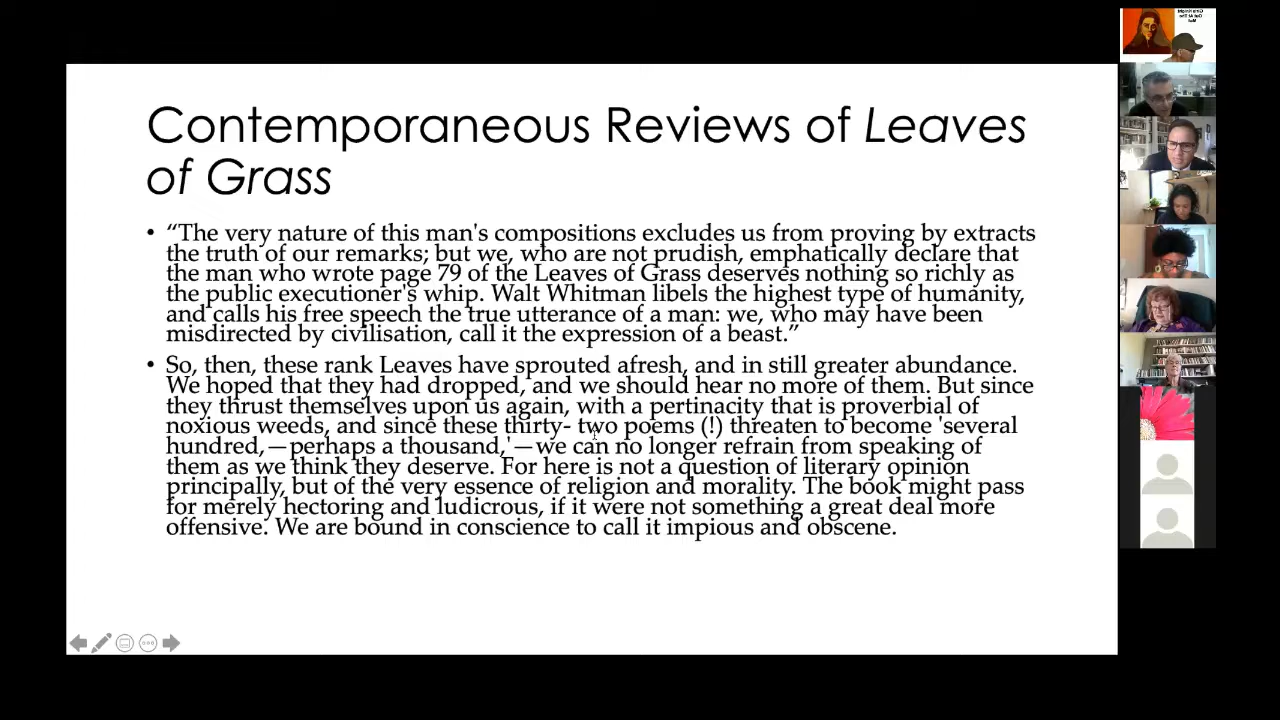 Contemporaneous Reviews of Leaves
of Grass
• “The very nature of this man's compositions excludes us from proving by extracts
the truth of our remarks; but we, who are not prudish, emphatically declare that
the man who wrote page 79 of the Leaves of Grass deserves nothing so richly as
the public executioner's whip. Walt Whitman libels the highest type of humanity,
and calls his free speech the true utterance of a man: we, who may have been
misdirected by civilisation, call it the expression of a beast.”
• So, then, these rank Leaves have sprouted afresh, and in still greater abundance.
We hoped that they had dropped, and we should hear no more of them. But since
they thrust themselves upon us again, with a pertinacity that is proverbial of
noxious weeds, and since these thirty- two poems (!) threaten to become 'several
hundred,—perhaps a thousand,'—we can no longer refrain from speaking of
them as we think they deserve. For here is not a question of literary opinion
principally, but of the very essence of religion and morality. The book might pass
for merely hectoring and ludicrous, if it were not something a great deal more
offensive. We are bound in conscience to call it impious and obscene.